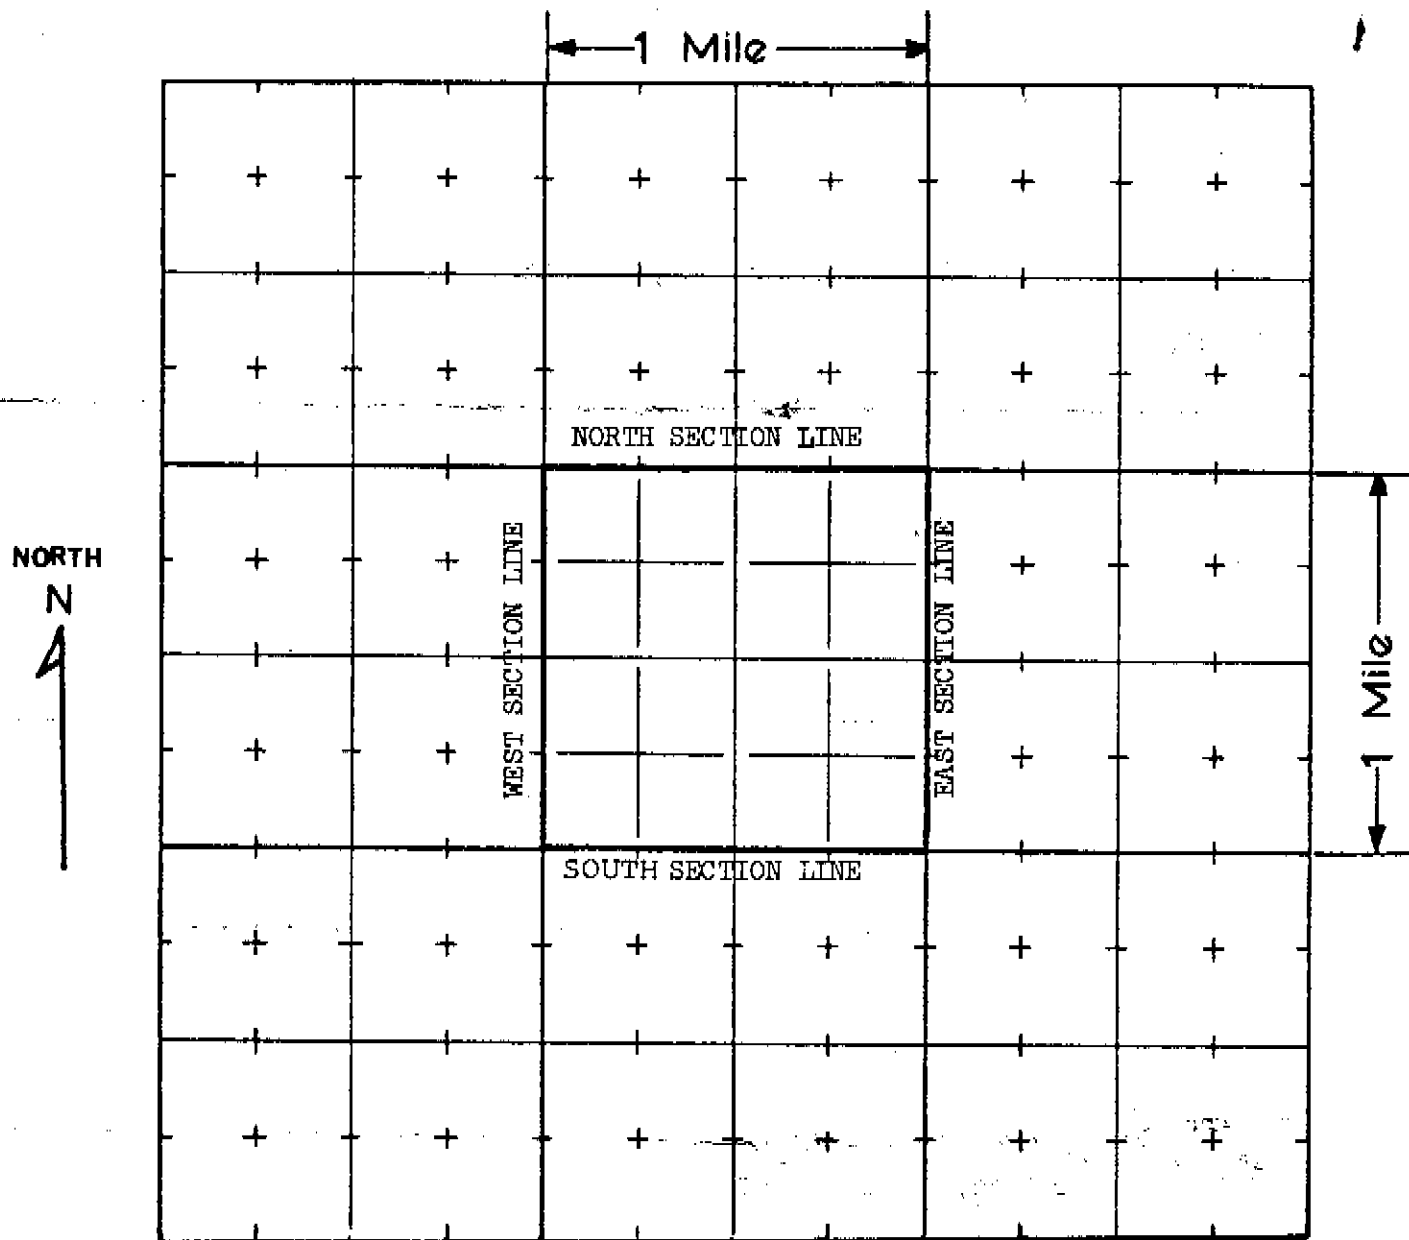 1 Mile
NORTH SECTION LINE
NORTH
N
WEST SECTION LINE
EAST SECTION LINE
1 Mile
SOUTH SECTION LINE